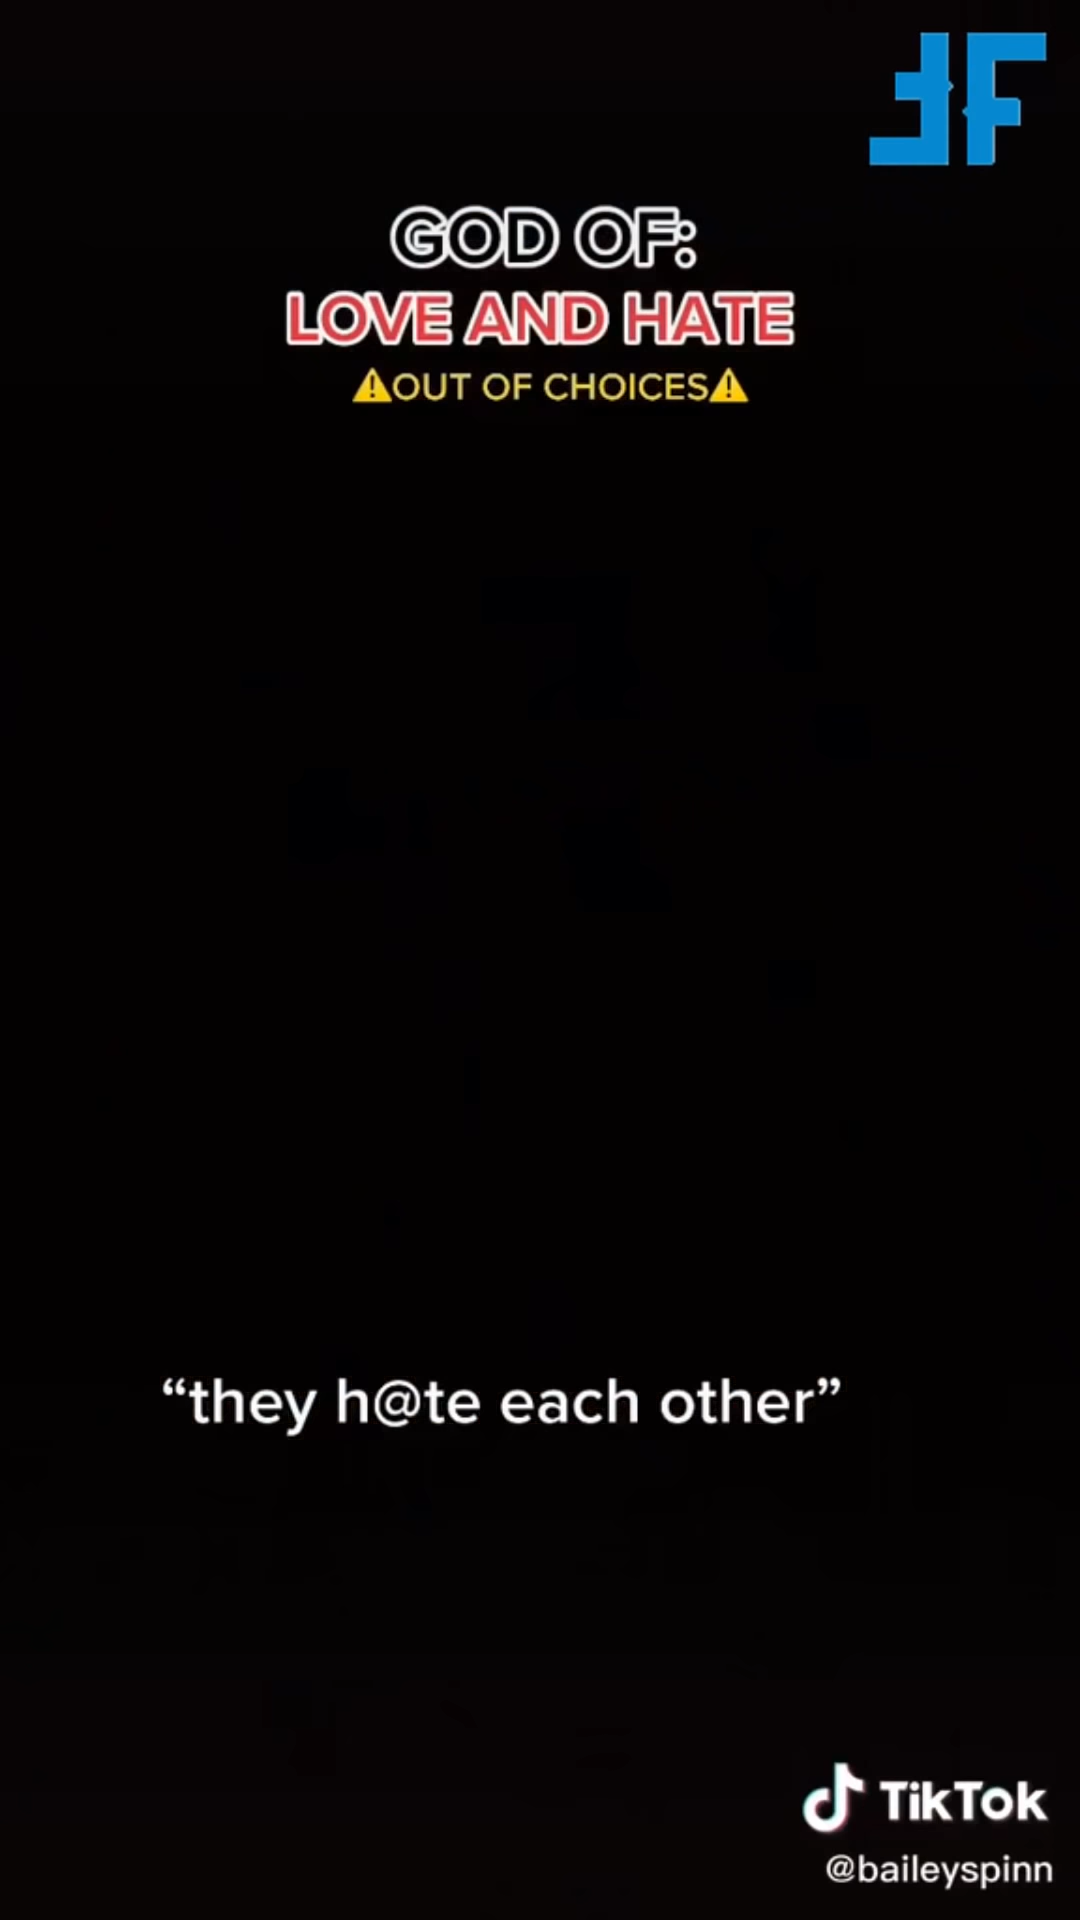 GOD OF:
LOVE AND HATE
⚠OUT OF CHOICES⚠
“they h@te each other”
TikTok
@baileyspinn